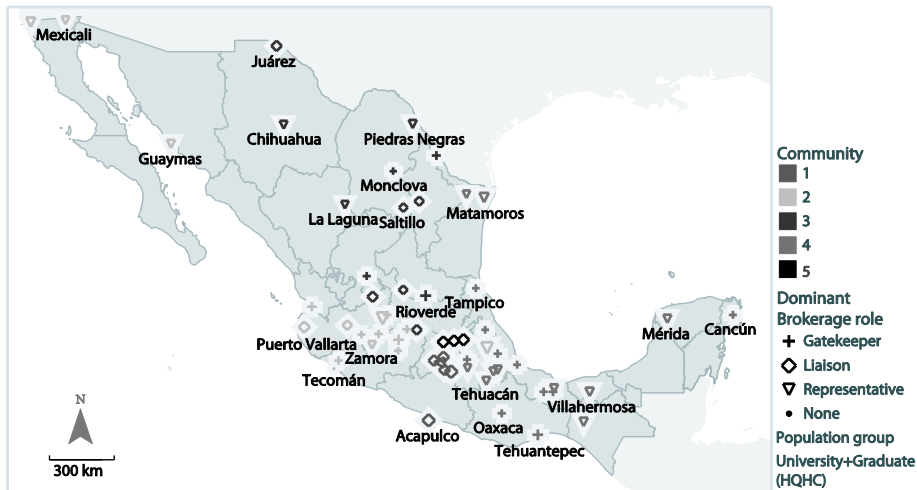 Mexicali
Juárez
Chihuahua
Piedras Negras
Guaymas
Monclova
La Laguna
Saltillo
Matamoros
Tampico
Rioverde
Puerto Vallarta
Zamora
Tecomán
Mérida
Cancún
Tehuacán
Villahermosa
Oaxaca
Acapulco
Tehuantepec
N
300 km
Community
1
2
3
4
5
Dominant
Brokerage role
Gatekeeper
Liaison
Representative
None
Population group
University+Graduate
(HQHC)